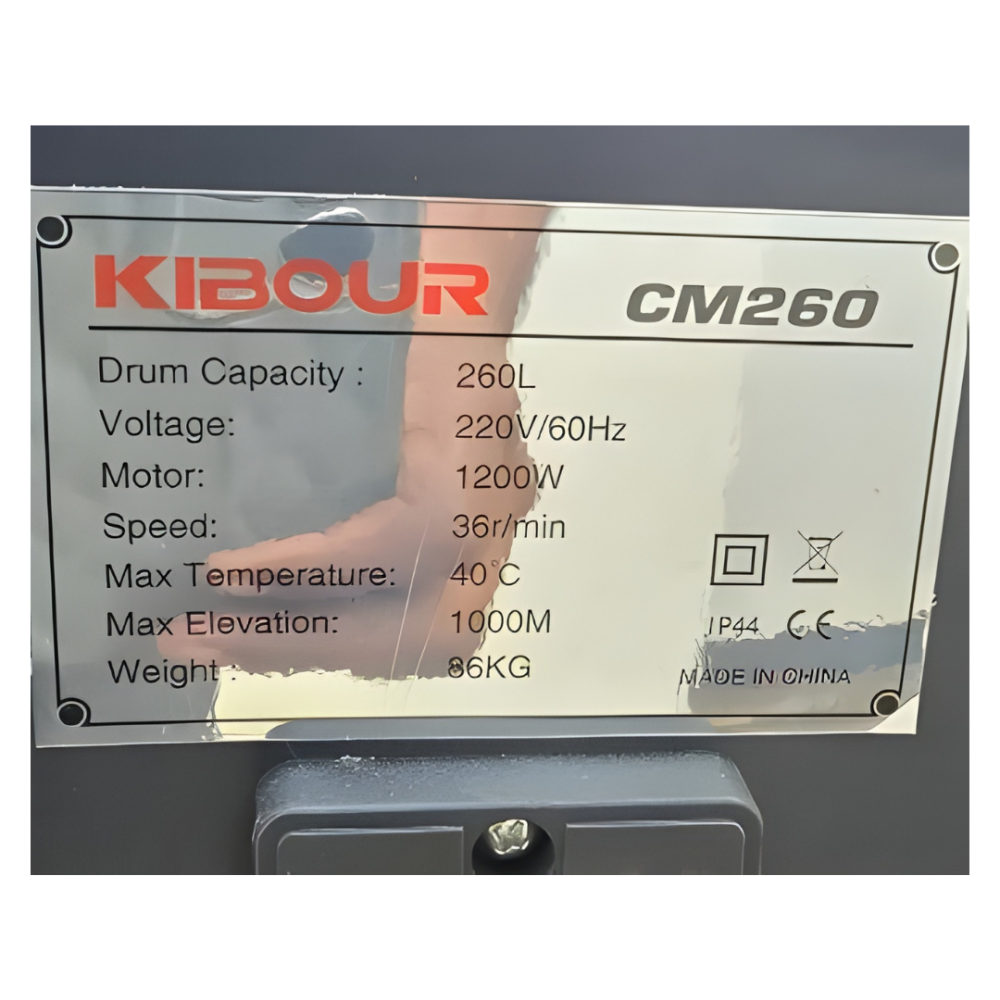 KIBOUR CM260
Drum Capacity : 260L
Voltage: 220V/60Hz
Motor: 1200W
Speed: 36r/min
Max Temperature: 40°C
Max Elevation: 1000M
Weight : 86KG
IP44 CE
MADE IN CHINA